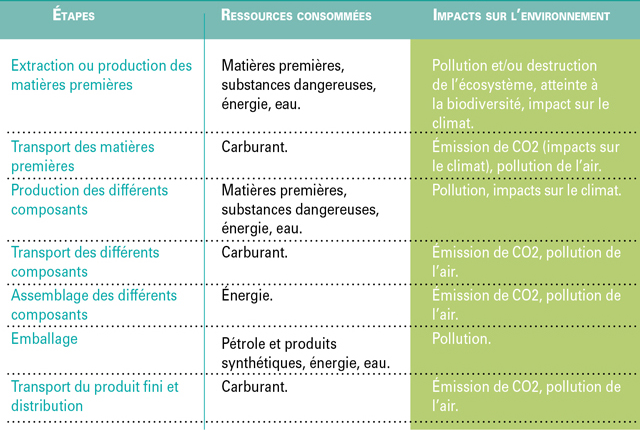 ÉTAPES
RESSOURCES CONSOMMÉES
IMPACTS SUR L'ENVIRONNEMENT
Extraction ou production des
matières premières
Matières premières,
substances dangereuses,
énergie, eau.
Pollution et/ou destruction
de l'écosystème, atteinte à
la biodiversité, impact sur le
climat.
Transport des matières
premières
Carburant.
Émission de CO2 (impacts sur
le climat), pollution de l'air.
Production des différents
composants
Matières premières,
substances dangereuses,
énergie, eau.
Pollution, impacts sur le climat.
Transport des différents
composants
Carburant.
Émission de CO2, pollution de
l'air.
Assemblage des différents
composants
Énergie.
Émission de CO2, pollution de
l'air.
Emballage
Pétrole et produits
synthétiques, énergie, eau.
Pollution.
Transport du produit fini et
distribution
Carburant.
Émission de CO2, pollution de
l'air.